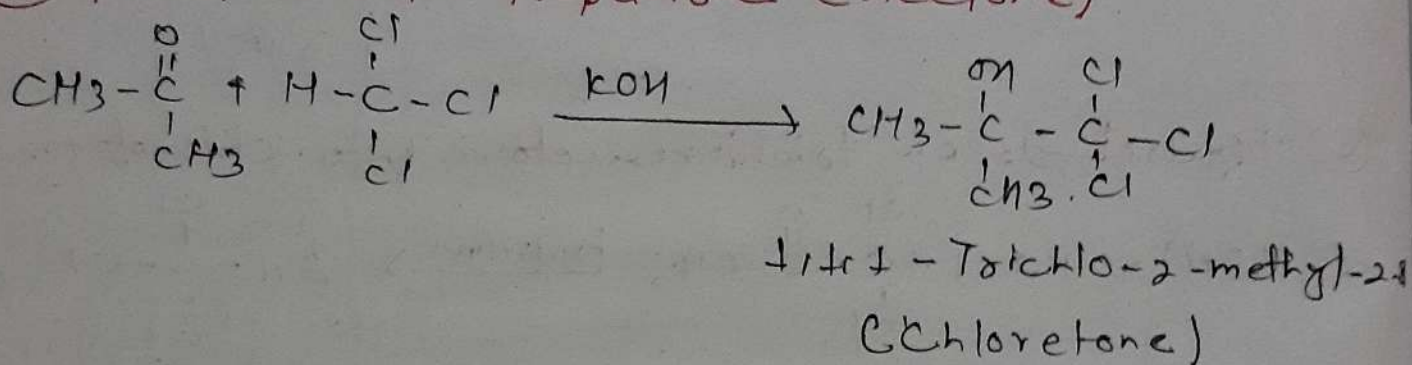 O Cl
CH3-C + H-C-Cl KOH CH3-C-C-Cl
OH Cl
CH3 Cl CH3. Cl
1,1,1-Trichlo-2-methyl-2
(Chloretone)